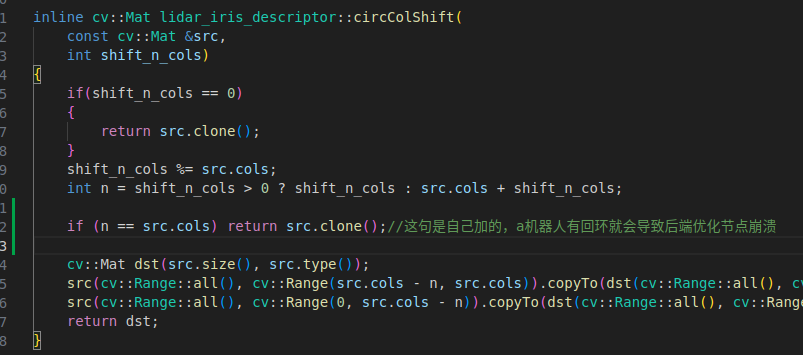 1 inline cv::Mat lidar_iris_descriptor::circColShift(
2 const cv::Mat &src,
3 int shift_n_cols)
4 {
5 if(shift_n_cols == 0)
6 {
7 return src.clone();
8 }
9 shift_n_cols %= src.cols;
0 int n = shift_n_cols > 0 ? shift_n_cols : src.cols + shift_n_cols;
1
2 if (n == src.cols) return src.clone();//这句是自己加的，a机器人有回环就会导致后端优化节点崩溃
3
4 cv::Mat dst(src.size(), src.type());
5 src(cv::Range::all(), cv::Range(src.cols - n, src.cols)).copyTo(dst(cv::Range::all(), cv
6 src(cv::Range::all(), cv::Range(0, src.cols - n)).copyTo(dst(cv::Range::all(), cv::Rang
7 return dst;
8 }